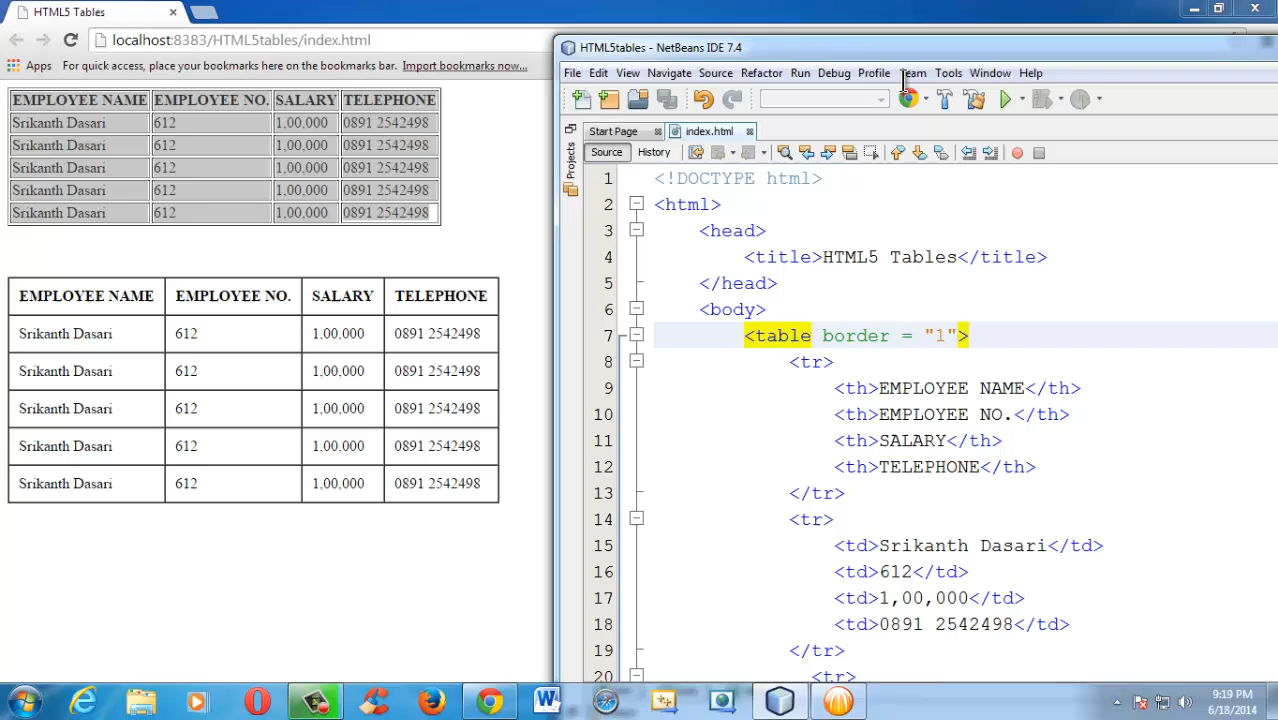 HTML5 Tables
localhost:8383/HTML5tables/index.html
Apps For quick access, place your bookmarks here on the bookmarks bar. Import bookmarks now...
EMPLOYEE NAME EMPLOYEE NO. SALARY TELEPHONE
Srikanth Dasari 612 1,00,000 0891 2542498
Srikanth Dasari 612 1,00,000 0891 2542498
Srikanth Dasari 612 1,00,000 0891 2542498
Srikanth Dasari 612 1,00,000 0891 2542498
Srikanth Dasari 612 1,00,000 0891 2542498
EMPLOYEE NAME EMPLOYEE NO. SALARY TELEPHONE
Srikanth Dasari 612 1,00,000 0891 2542498
Srikanth Dasari 612 1,00,000 0891 2542498
Srikanth Dasari 612 1,00,000 0891 2542498
Srikanth Dasari 612 1,00,000 0891 2542498
Srikanth Dasari 612 1,00,000 0891 2542498
HTML5tables - NetBeans IDE 7.4
File Edit View Navigate Source Refactor Run Debug Profile Team Tools Window Help
Start Page index.html
Projects
Source History
1 <!DOCTYPE html>
2 <html>
3 <head>
4 <title>HTML5 Tables</title>
5 </head>
6 <body>
7 <table border = "1">
8 <tr>
9 <th>EMPLOYEE NAME</th>
10 <th>EMPLOYEE NO.</th>
11 <th>SALARY</th>
12 <th>TELEPHONE</th>
13 </tr>
14 <tr>
15 <td>Srikanth Dasari</td>
16 <td>612</td>
17 <td>1,00,000</td>
18 <td>0891 2542498</td>
19 </tr>
20 <tr>
9:19 PM
6/18/2014